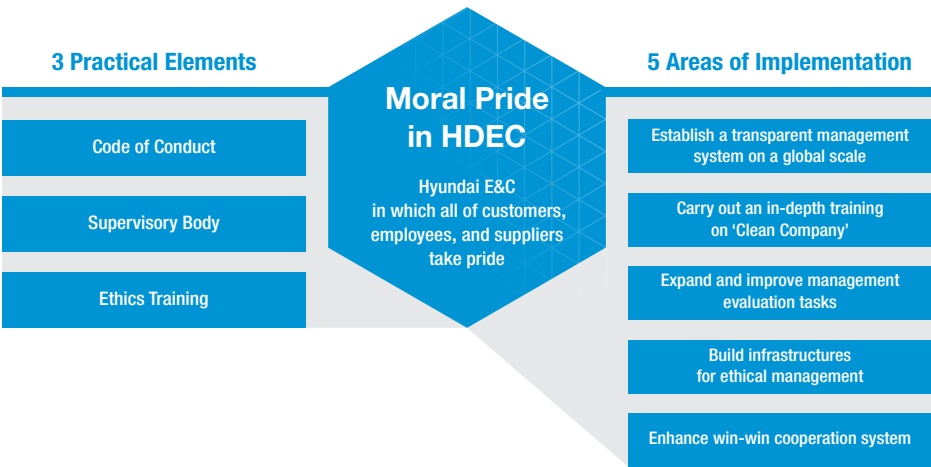 3 Practical Elements
Code of Conduct
Supervisory Body
Ethics Training
Moral Pride
in HDEC
Hyundai E&C
in which all of customers,
employees, and suppliers
take pride
5 Areas of Implementation
Establish a transparent management
system on a global scale
Carry out an in-depth training
on ‘Clean Company’
Expand and improve management
evaluation tasks
Build infrastructures
for ethical management
Enhance win-win cooperation system